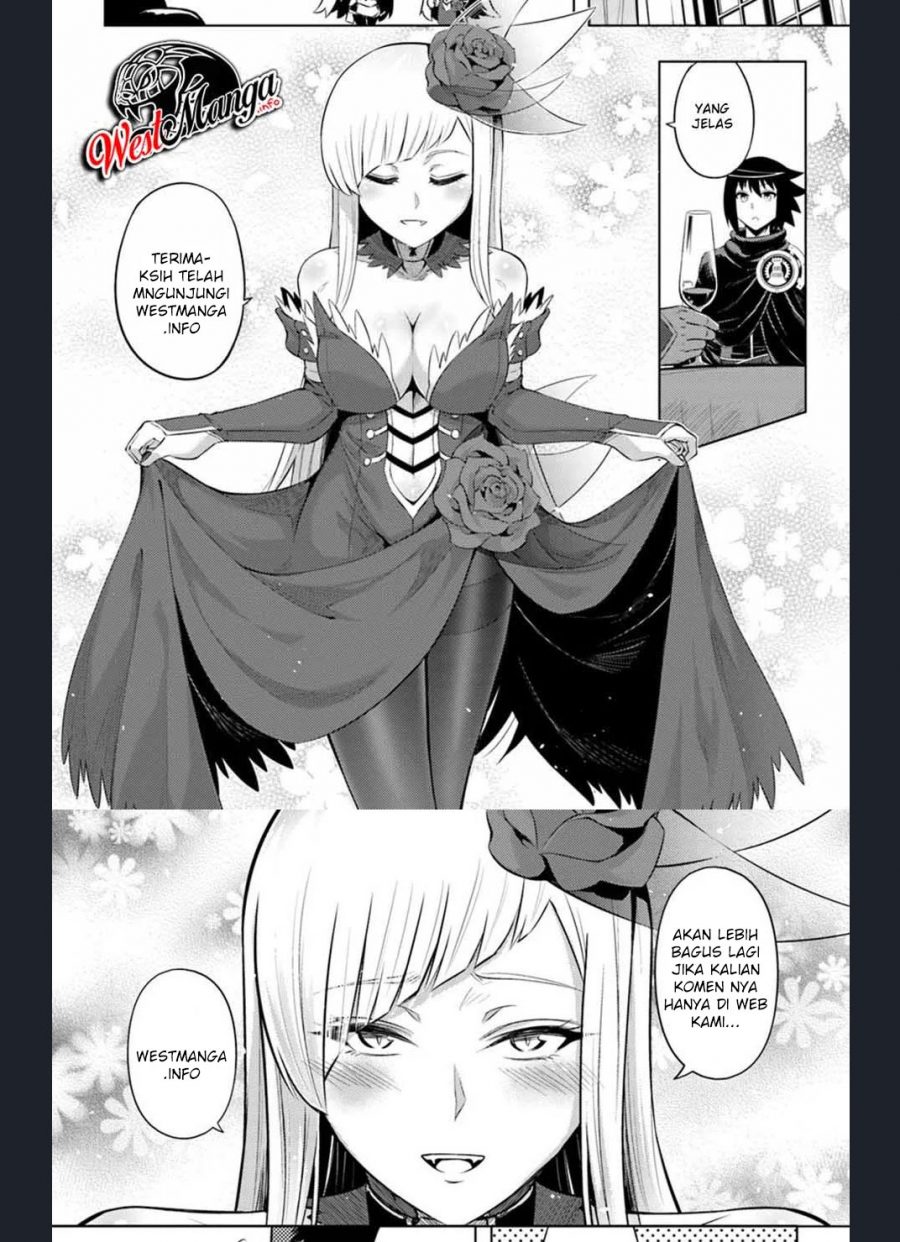 WestManga
.info
YANG
JELAS
TERIMA-
KSIH TELAH
MNGUNJUNGI
WESTMANGA
.INFO
AKAN LEBIH
BAGUS LAGI
JIKA KALIAN
KOMEN NYA
HANYA DI WEB
KAMI...
WESTMANGA
.INFO